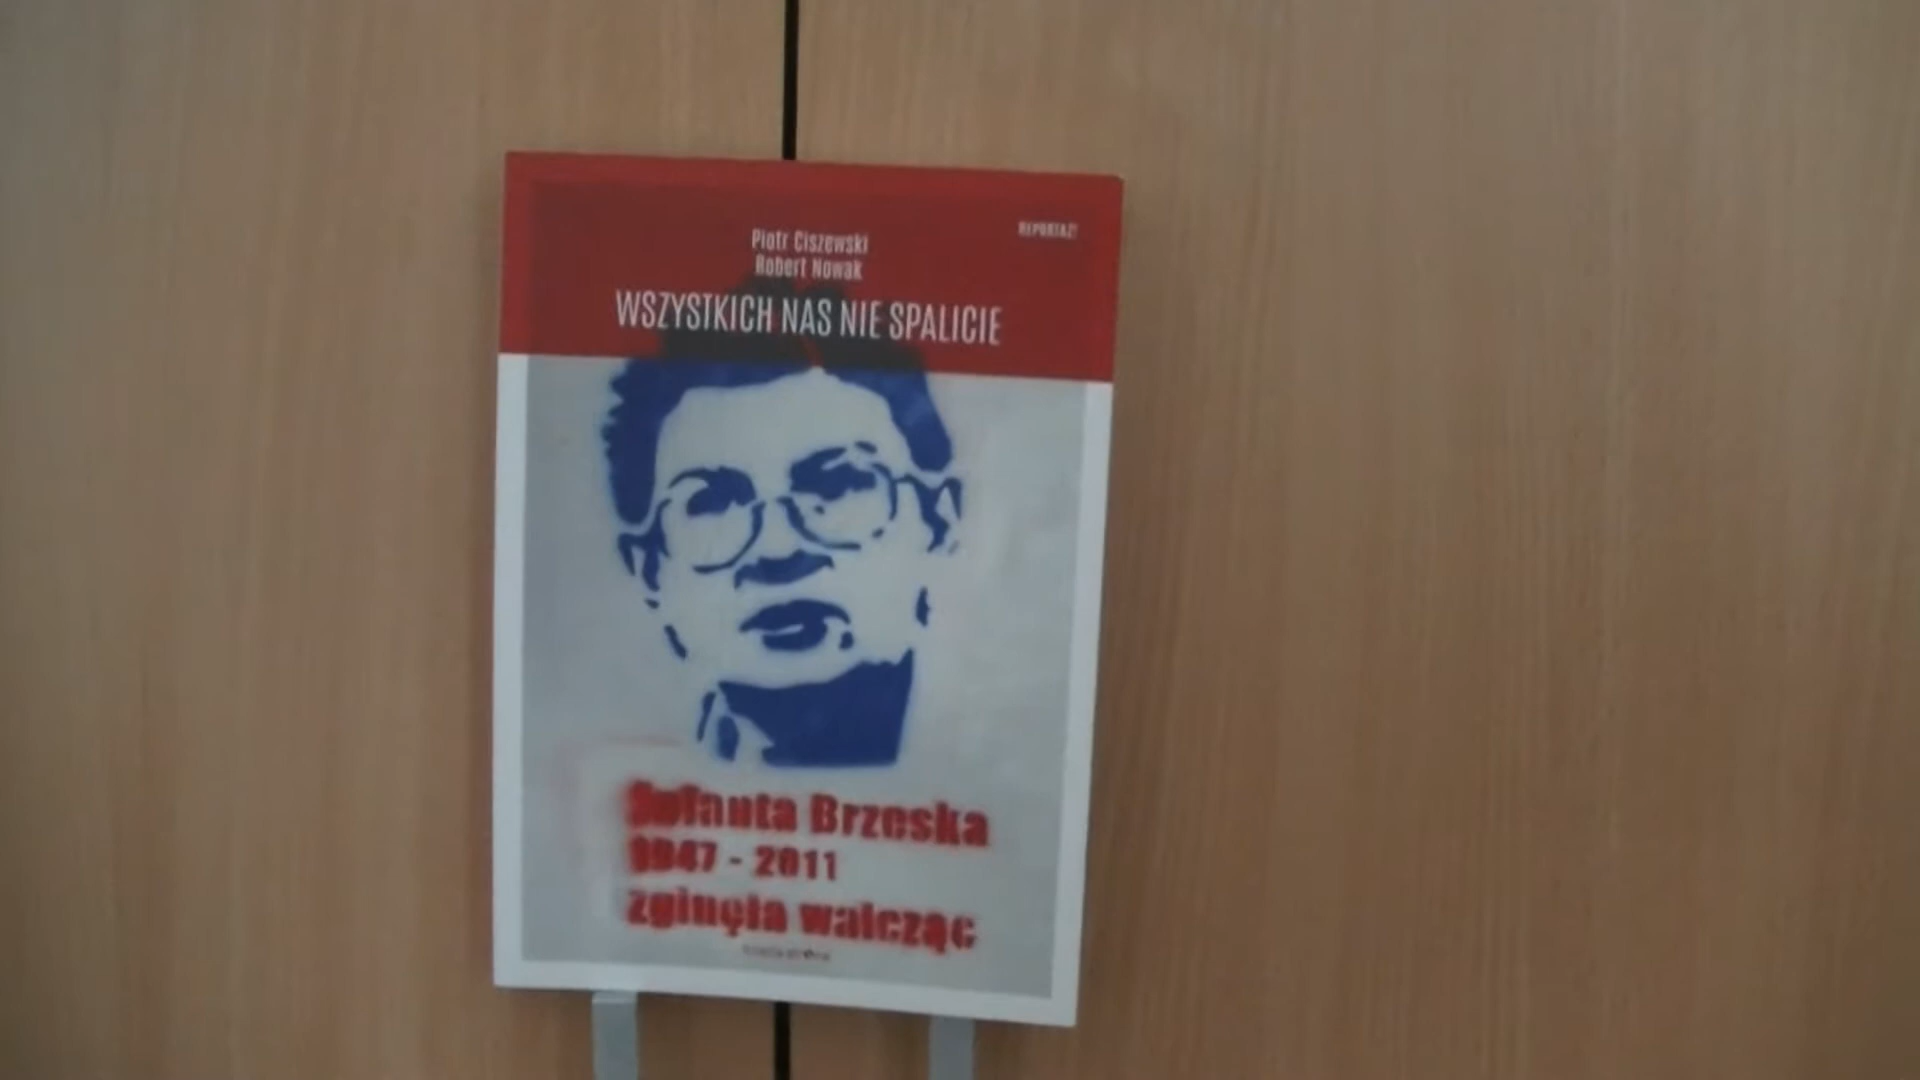 REPORTAŻ!
Piotr Ciszewski
Robert Nowak
WSZYSTKICH NAS NIE SPALICIE
Jolanta Brzeska
1947 - 2011
zginęła walcząc